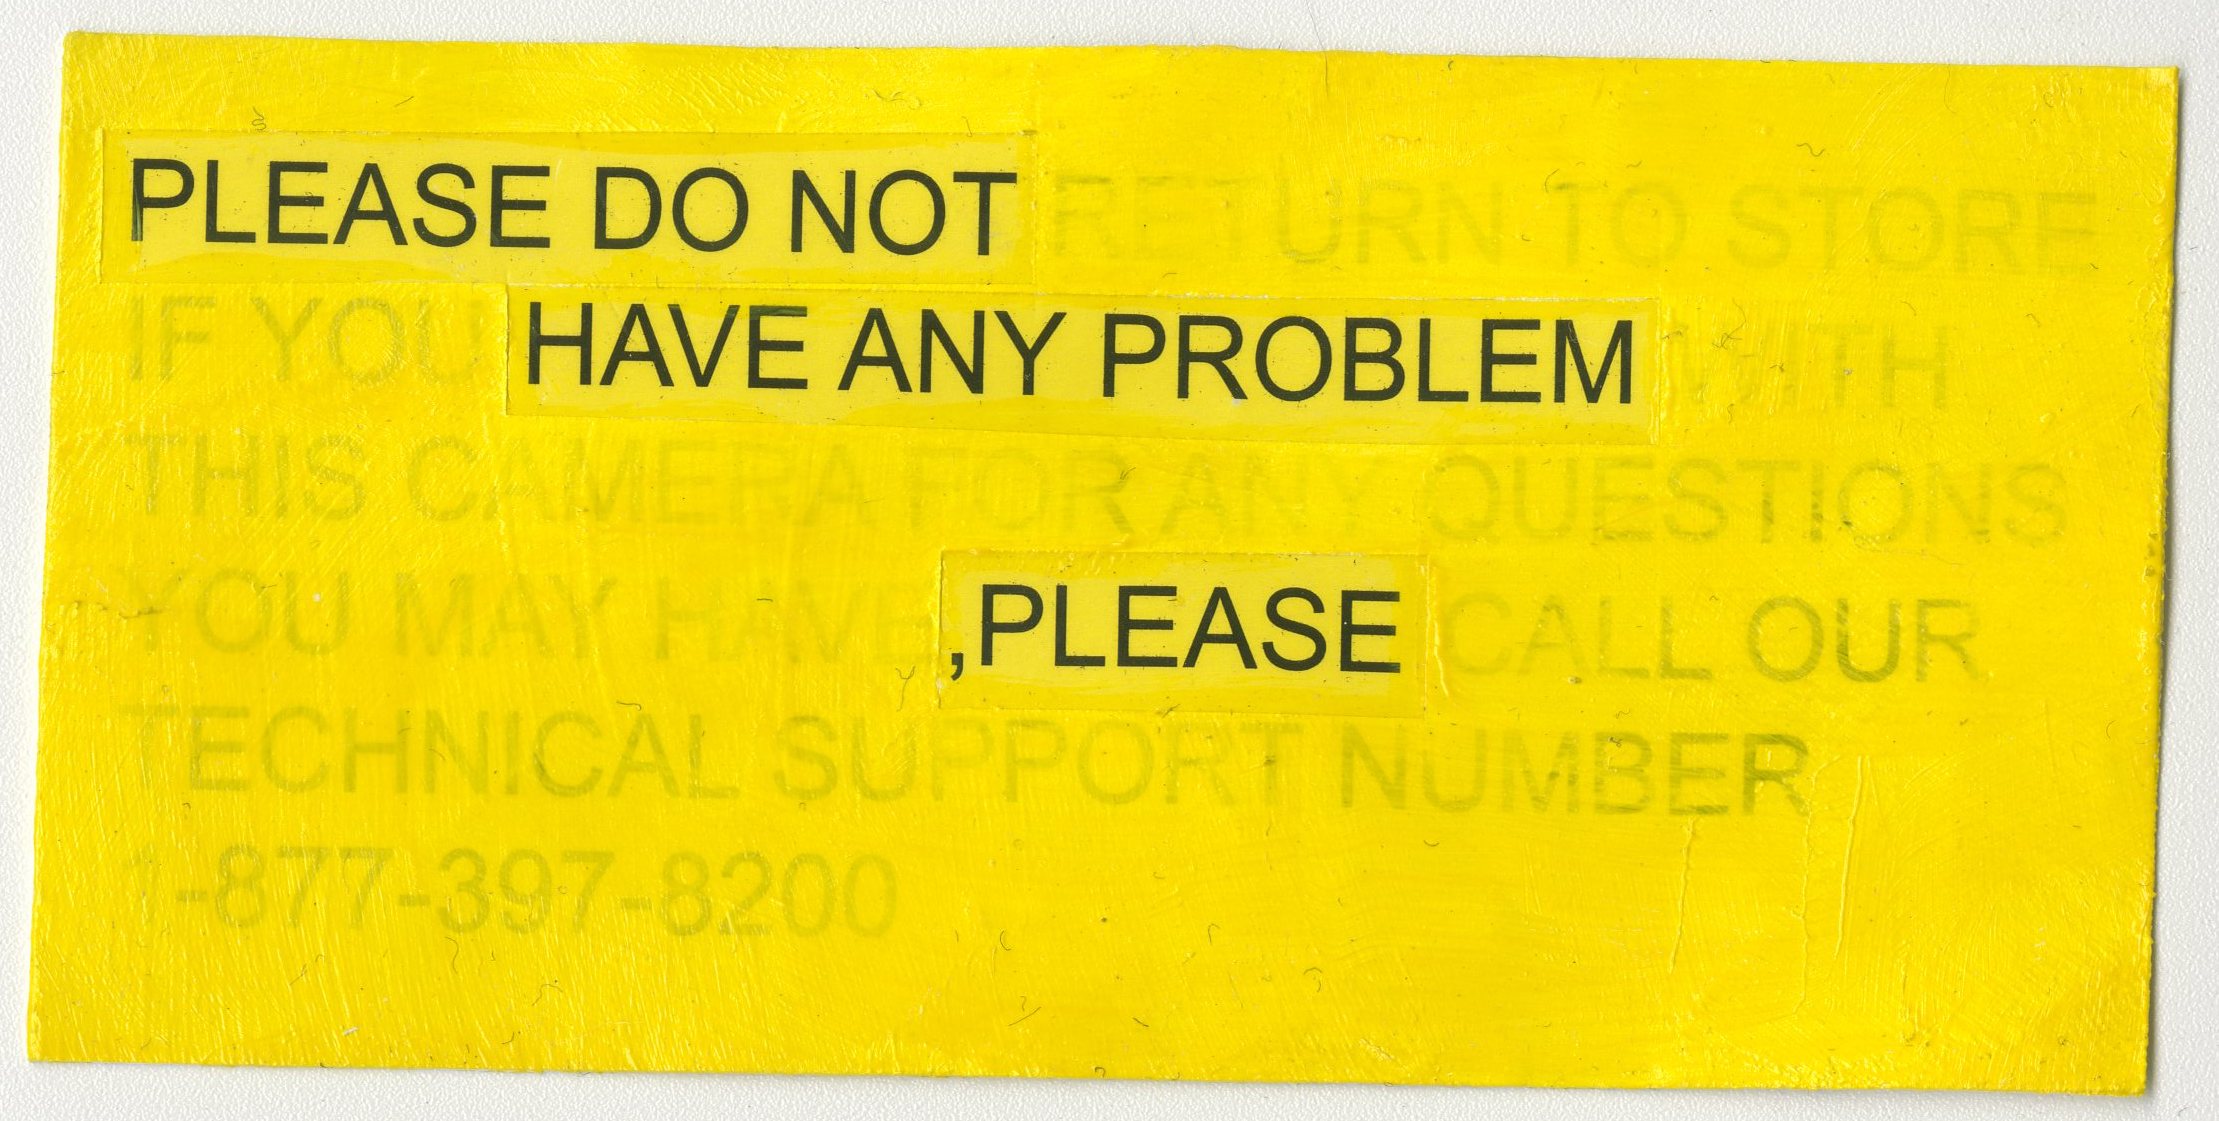 PLEASE DO NOT RETURN TO STORE
IF YOU HAVE ANY PROBLEM WITH
THIS CAMERA FOR ANY QUESTIONS
YOU MAY HAVE ,PLEASE CALL OUR
TECHNICAL SUPPORT NUMBER
1-877-397-8200